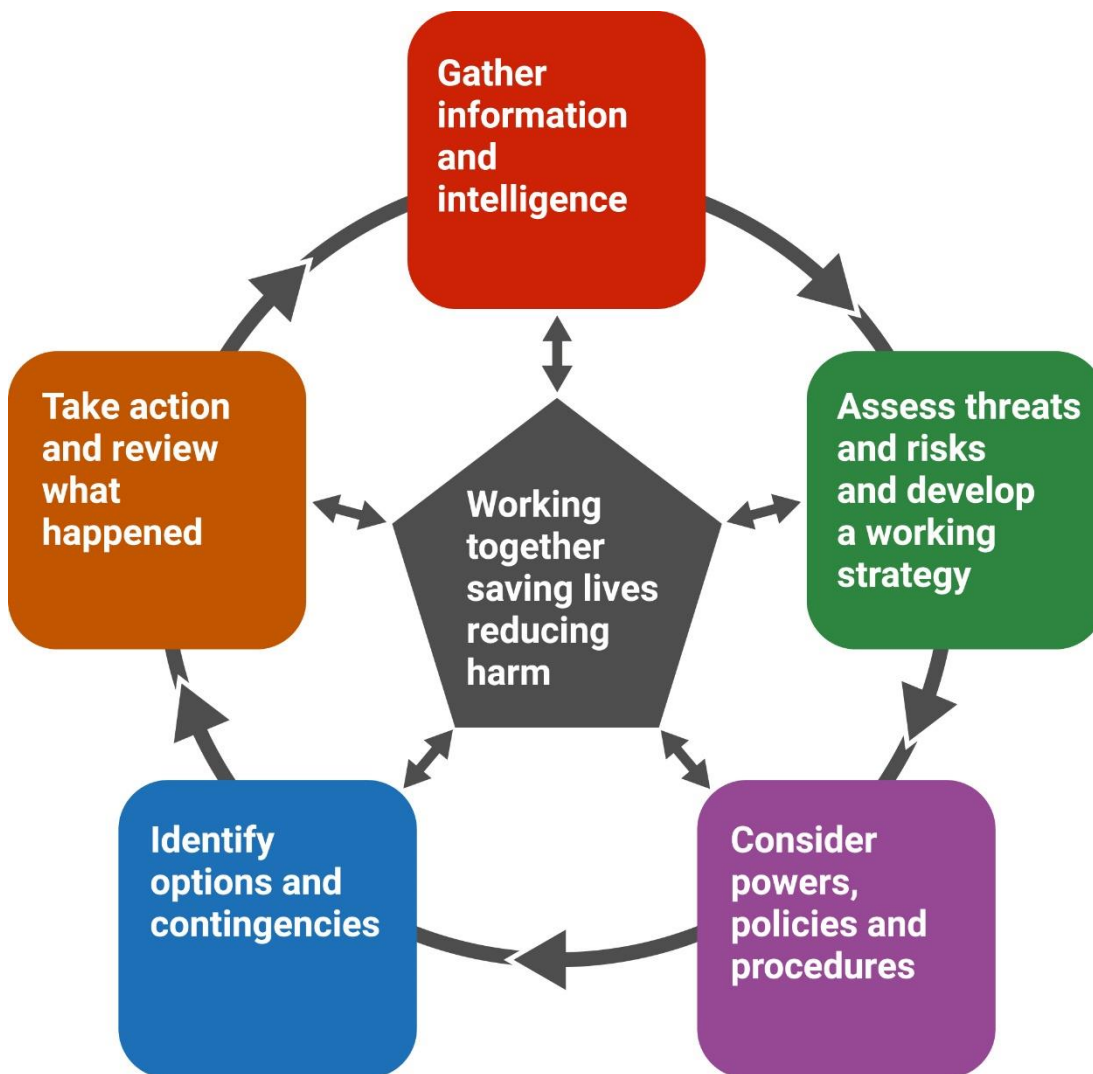 Gather
information
and
intelligence
Assess threats
and risks
and develop
a working
strategy
Consider
powers,
policies and
procedures
Identify
options and
contingencies
Take action
and review
what
happened
Working
together
saving lives
reducing
harm